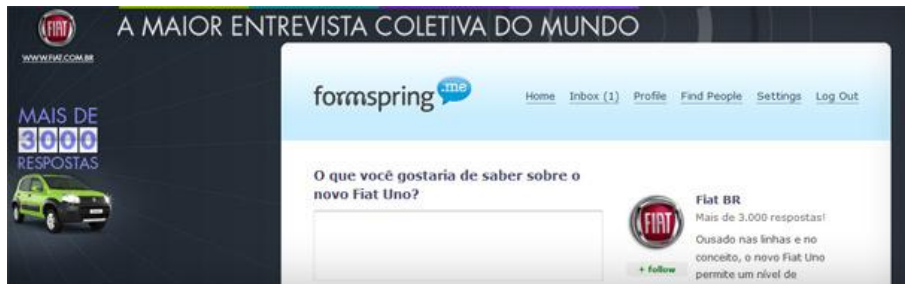 A MAIOR ENTREVISTA COLETIVA DO MUNDO
FIAT
WWW.FIAT.COM.BR
MAIS DE
3000
RESPOSTAS
formspring.me
Home Inbox (1) Profile Find People Settings Log Out
O que você gostaria de saber sobre o
novo Fiat Uno?
FIAT
+ follow
Fiat BR
Mais de 3.000 respostas!
Ousado nas linhas e no
conceito, o novo Fiat Uno
permite um nível de